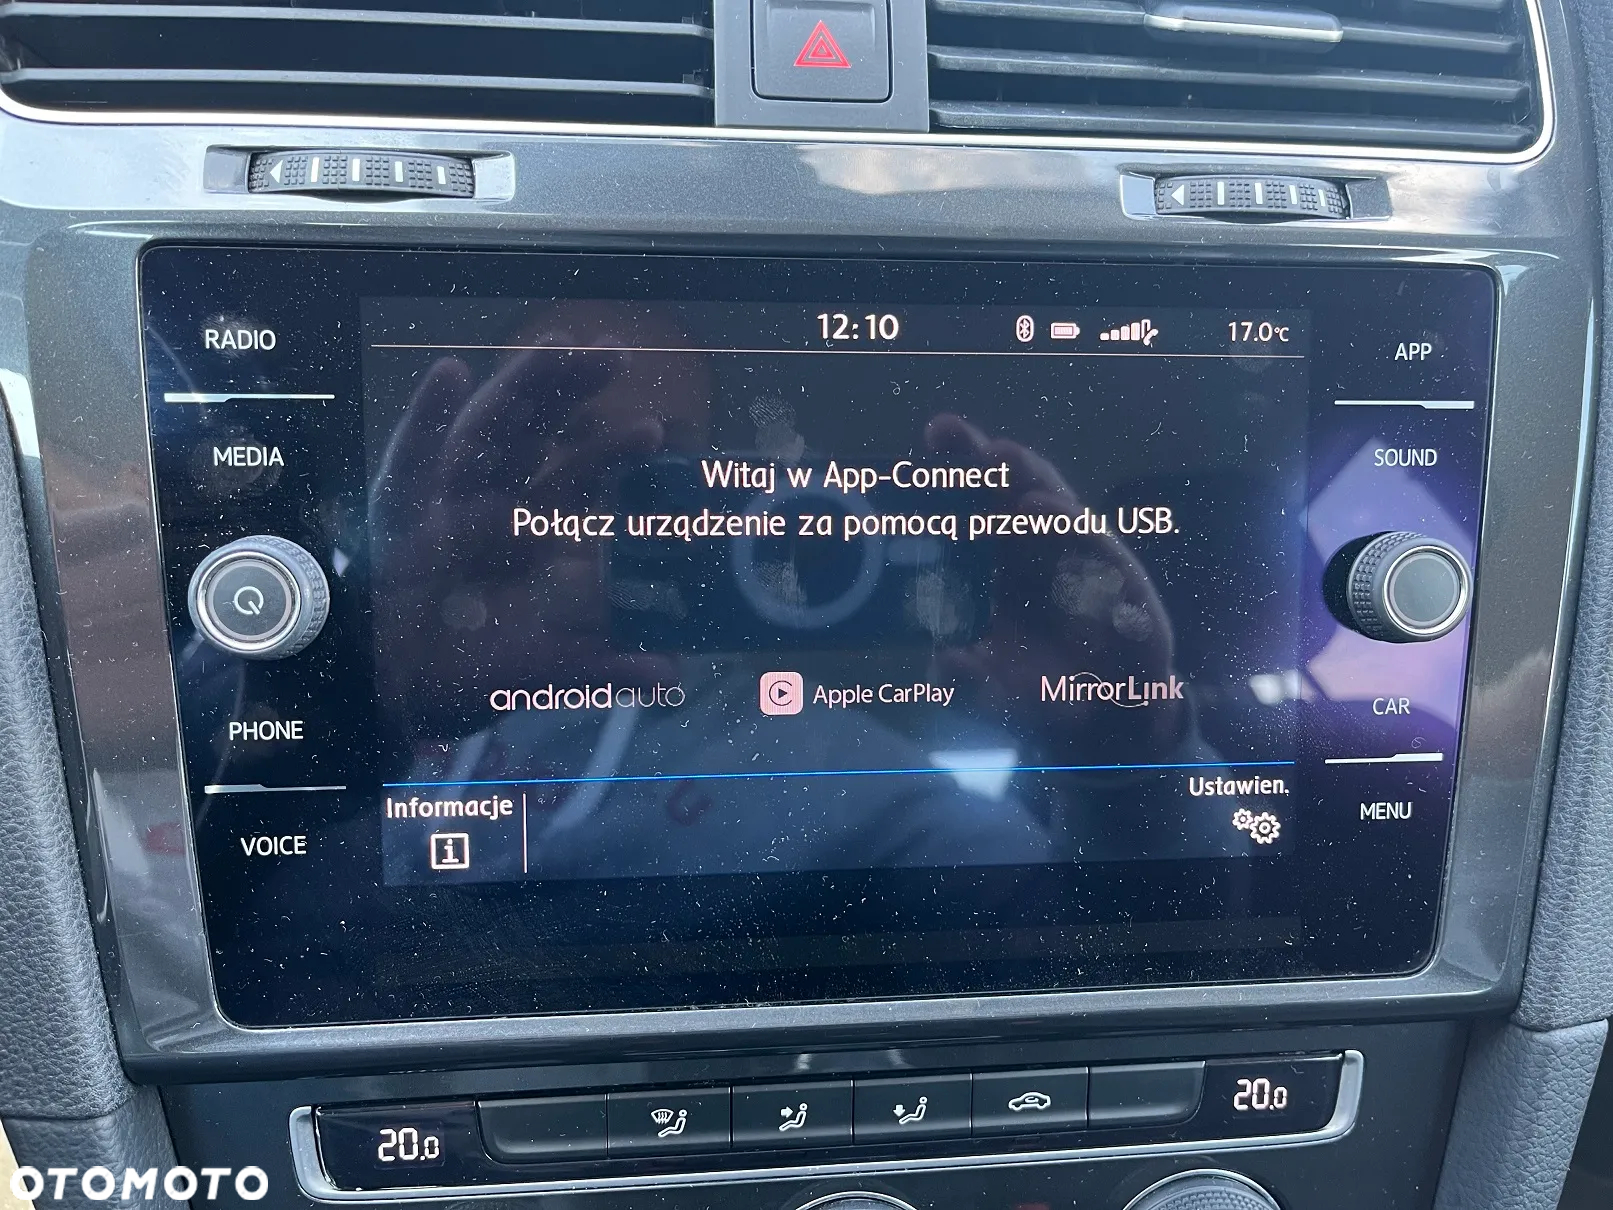 12:10
17.0°C
RADIO
MEDIA
PHONE
VOICE
Witaj w App-Connect
Połącz urządzenie za pomocą przewodu USB.
androidauto
Apple CarPlay
MirrorLink
Informacje
i
Ustawien.
APP
SOUND
CAR
MENU
20.0
20.0
OTOMOTO